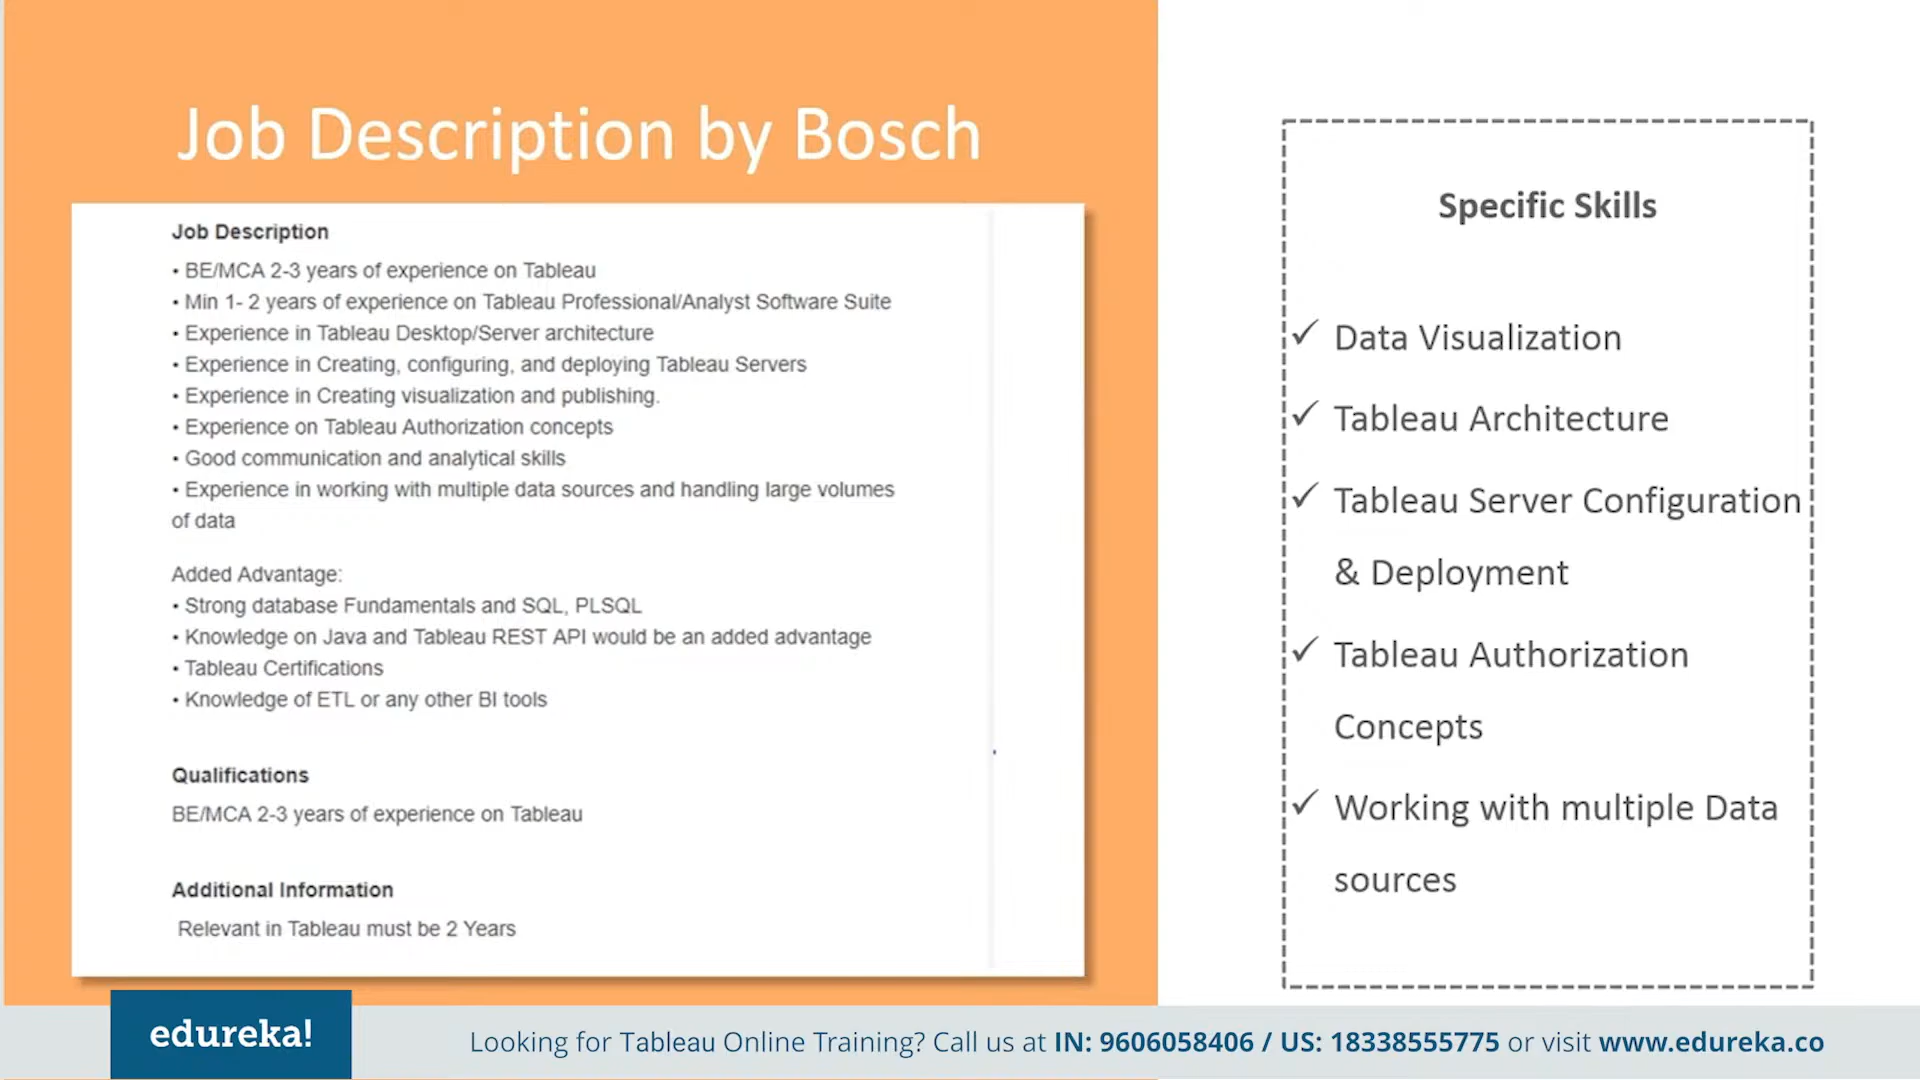 Job Description by Bosch
Job Description
• BE/MCA 2-3 years of experience on Tableau
• Min 1- 2 years of experience on Tableau Professional/Analyst Software Suite
• Experience in Tableau Desktop/Server architecture
• Experience in Creating, configuring, and deploying Tableau Servers
• Experience in Creating visualization and publishing.
• Experience on Tableau Authorization concepts
• Good communication and analytical skills
• Experience in working with multiple data sources and handling large volumes
of data
Added Advantage:
• Strong database Fundamentals and SQL, PLSQL
• Knowledge on Java and Tableau REST API would be an added advantage
• Tableau Certifications
• Knowledge of ETL or any other BI tools
Qualifications
BE/MCA 2-3 years of experience on Tableau
Additional Information
Relevant in Tableau must be 2 Years
Specific Skills
✓ Data Visualization
✓ Tableau Architecture
✓ Tableau Server Configuration
& Deployment
✓ Tableau Authorization
Concepts
✓ Working with multiple Data
sources
edureka!
Looking for Tableau Online Training? Call us at IN: 9606058406 / US: 18338555775 or visit www.edureka.co